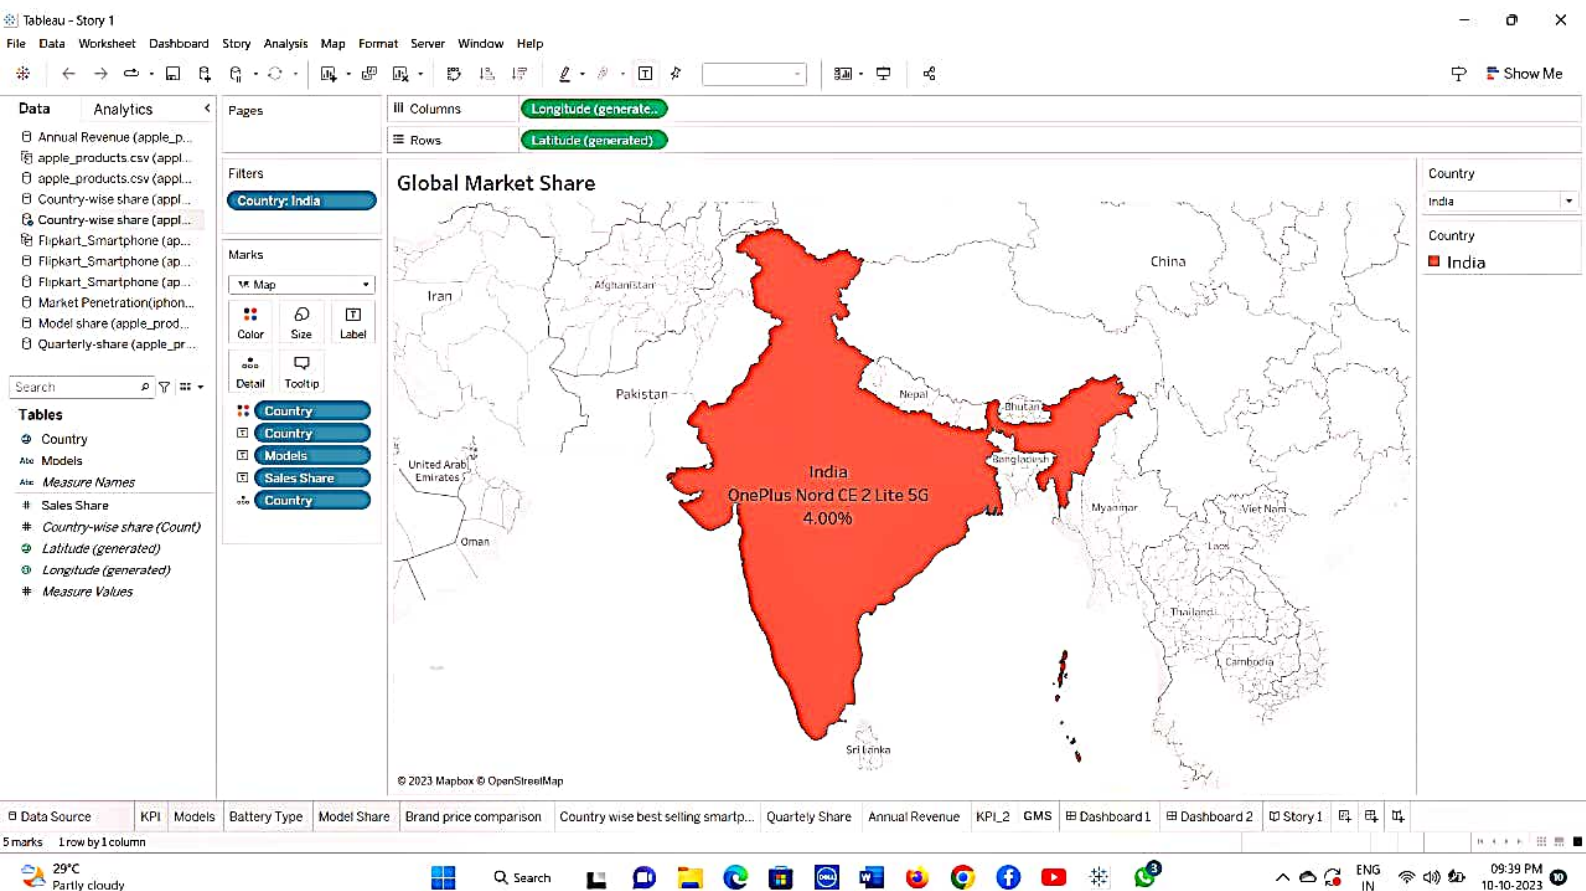 Tableau - Story 1
File Data Worksheet Dashboard Story Analysis Map Format Server Window Help
Show Me
Data Analytics
Annual Revenue (apple_p...
apple_products.csv (appl...
apple_products.csv (appl...
Country-wise share (appl...
Country-wise share (appl...
Flipkart_Smartphone (ap...
Flipkart_Smartphone (ap...
Flipkart_Smartphone (ap...
Market Penetration(iphon...
Model share (apple_prod...
Quarterly-share (apple_pr...
Search
Tables
Country
Abc Models
Abc Measure Names
# Sales Share
# Country-wise share (Count)
Latitude (generated)
Longitude (generated)
# Measure Values
Pages
Filters
Country: India
Marks
Map
Color Size Label
Detail Tooltip
Country
Country
Models
Sales Share
Country
Columns Longitude (generate..
Rows Latitude (generated)
Global Market Share
China
Afghanistan
Iran
Pakistan
Nepal
Bhutan
Bangladesh
United Arab
Emirates
India
OnePlus Nord CE 2 Lite 5G
4.00%
Myanmar
Viet Nam
Oman
Laos
Thailand
Cambodia
Sri Lanka
© 2023 Mapbox © OpenStreetMap
Country
India
Country
India
Data Source KPI Models Battery Type Model Share Brand price comparison Country wise best selling smartp... Quartely Share Annual Revenue KPI_2 GMS Dashboard 1 Dashboard 2 Story 1
5 marks 1 row by 1 column
29°C
Partly cloudy
Search
DELL
W
3
ENG
IN
09:39 PM
10-10-2023
10